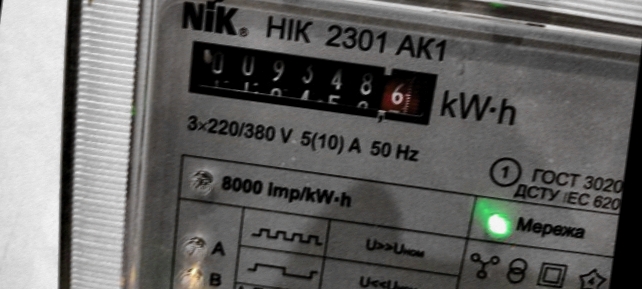 NiK® НІК 2301 АК1
0093486 kW·h
3×220/380 V 5(10) A 50 Hz
1 ГОСТ 3020
ДСТУ IEC 620
8000 imp/kW·h
Мережа
A U>>Uном
B U<<Uном